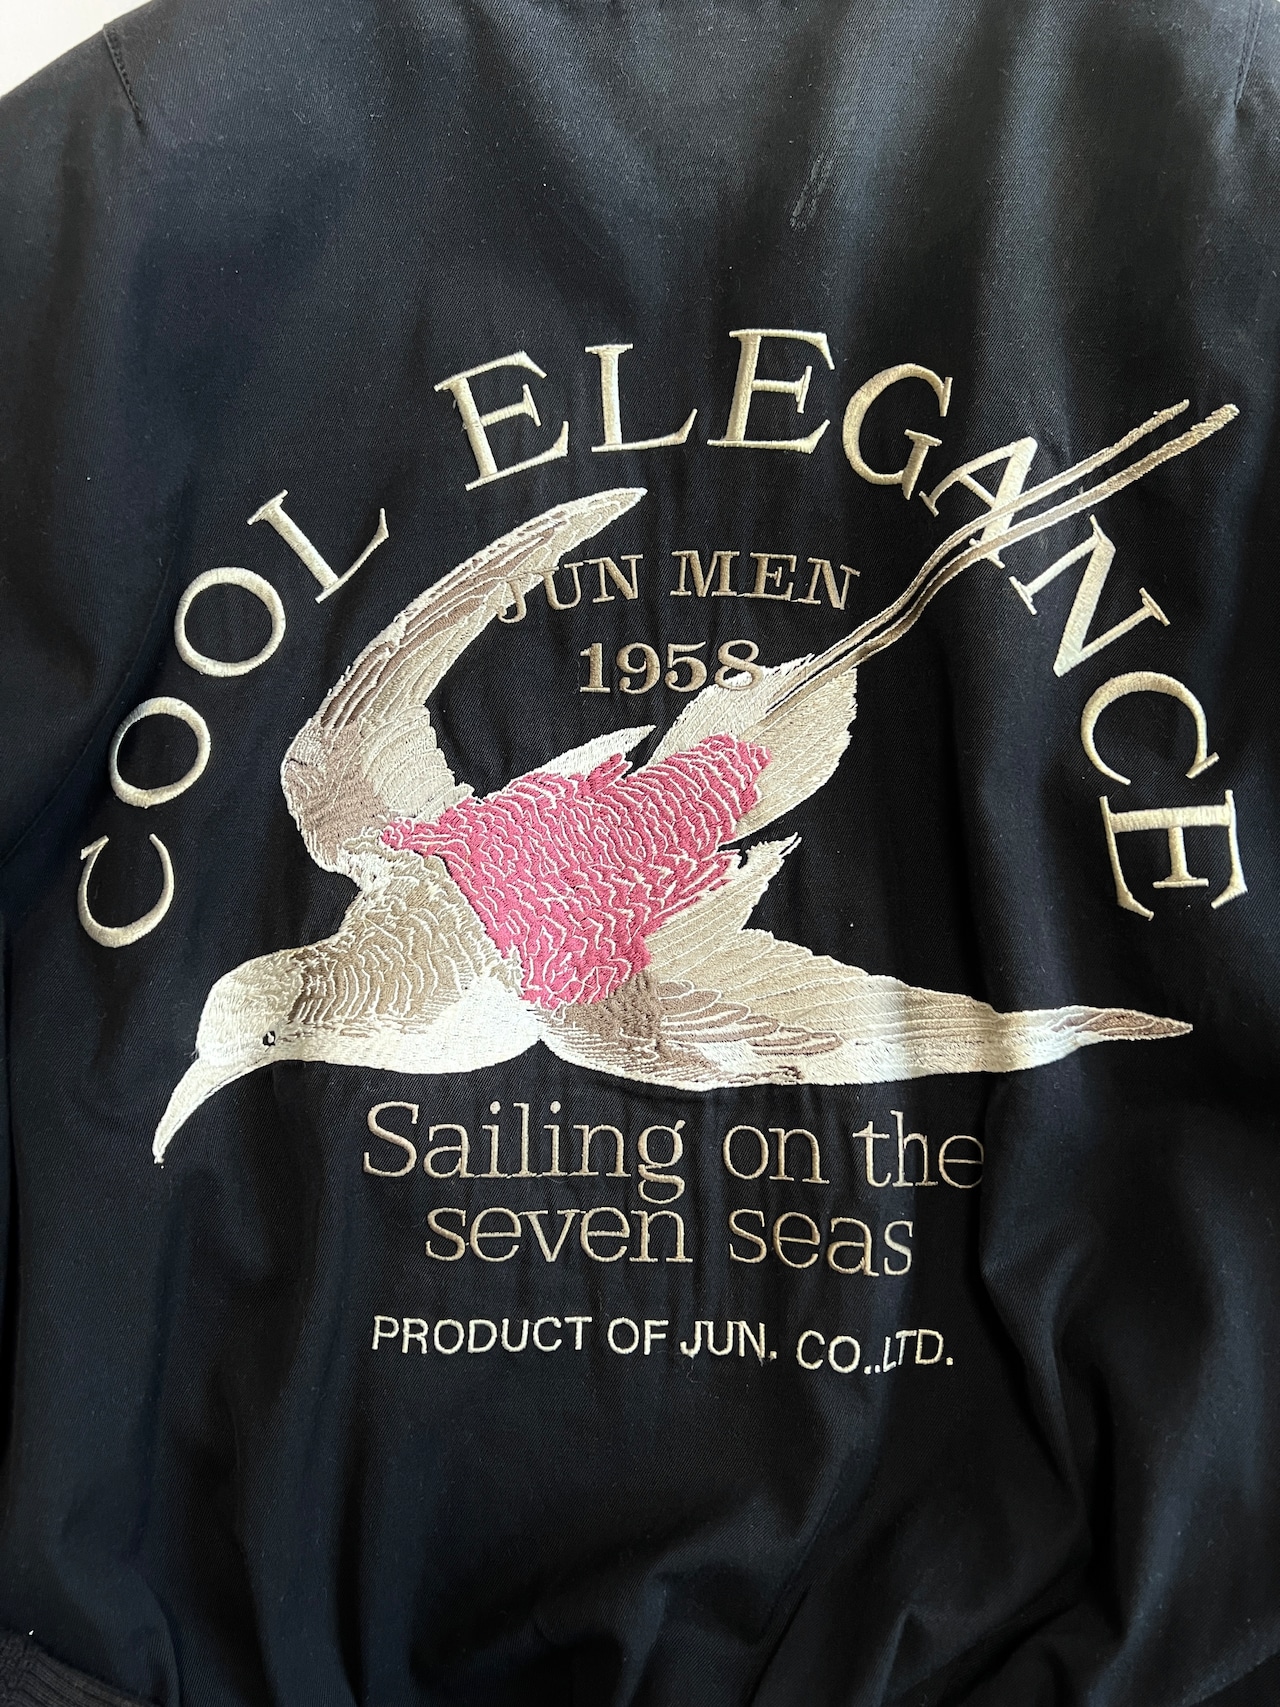 COOL ELEGANCE
JUN MEN
1958
Sailing on the
seven seas
PRODUCT OF JUN. CO.,LTD.